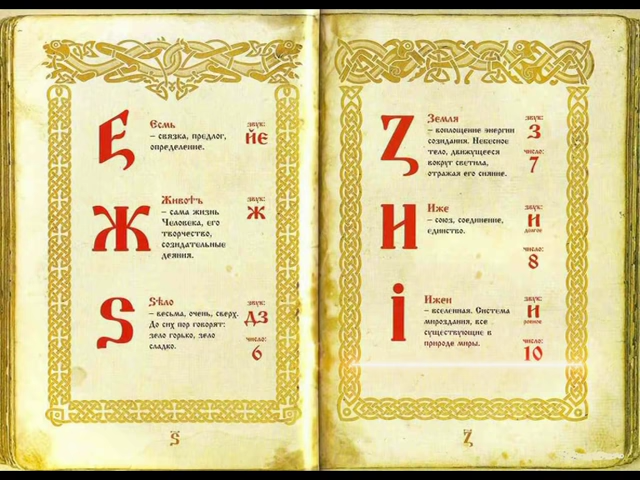 Є
Єсмь
– связка, предлог,
определение.
звук:
йе
Ж
Животъ
– сама жизнь
Человека, его
творчество,
созидательные
деяния.
звук:
ж
Ѕ
Ѕѣло
– весьма, очень, сверх.
До сих пор говорят:
зело горько, зело
сладко.
звук:
дз
число:
6
Ѕ
Ꙁ
Земля
– воплощение энергии
созидания. Небесное
тело, движущееся
вокруг светила,
отражая его сияние.
звук:
з
число:
7
И
Иже
– союз, соединение,
единство.
звук:
и
долгое
число:
8
і
Ижеи
– вселенная. Система
мироздания, все
существующие в
природе миры.
звук:
и
ровное
число:
10
Ꙁ